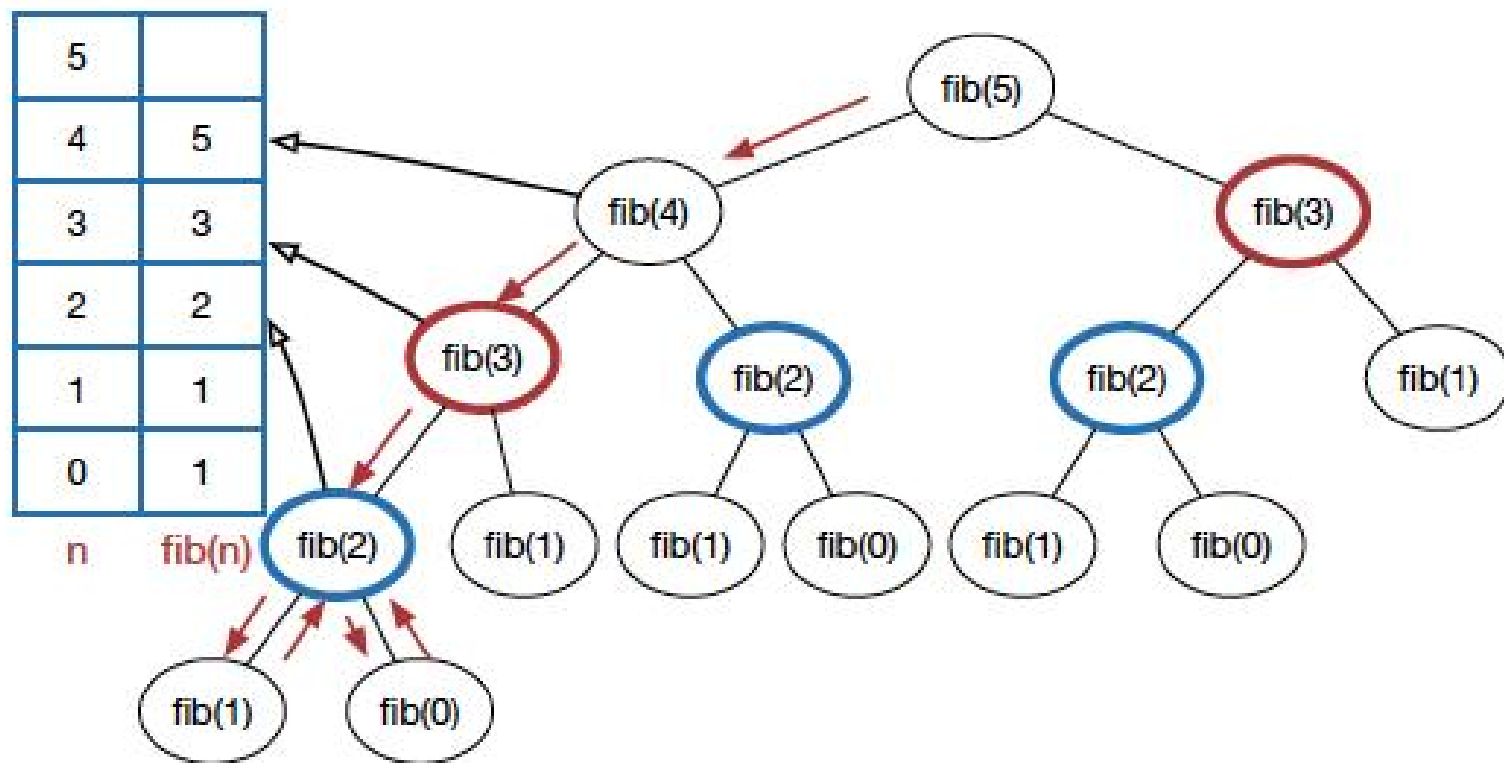 5
4 5
3 3
2 2
1 1
0 1
n fib(n)
fib(5)
fib(4) fib(3)
fib(3) fib(2) fib(2) fib(1)
fib(2) fib(1) fib(1) fib(0) fib(1) fib(0)
fib(1) fib(0)